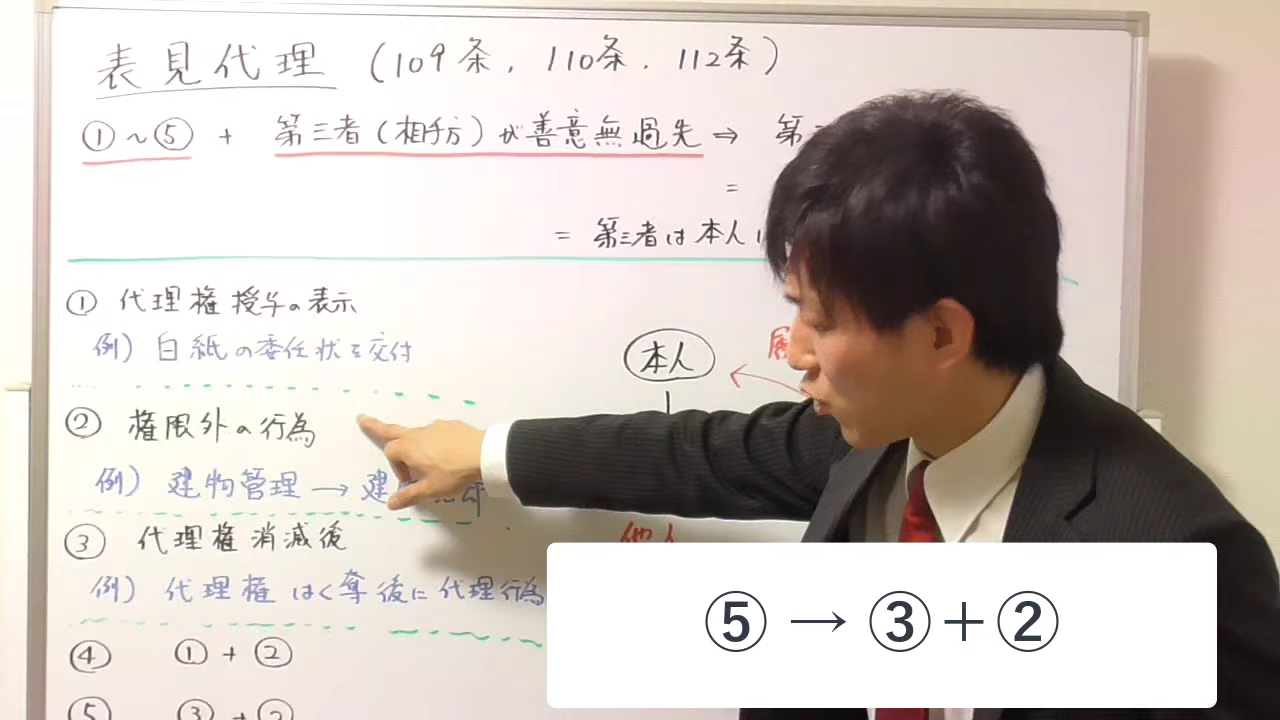 表見代理 (109条, 110条, 112条)
①～⑤ + 第三者(相手方)が善意無過失 ⇒ 第
=
= 第三者は本人
① 代理権授与の表示
例) 白紙の委任状を交付
本人
② 権限外の行為
例) 建物管理 → 建
③ 代理権消滅後
他人
例) 代理権はく奪後に代理行為
④ ①+②
⑤ ③+②
⑤→③+②